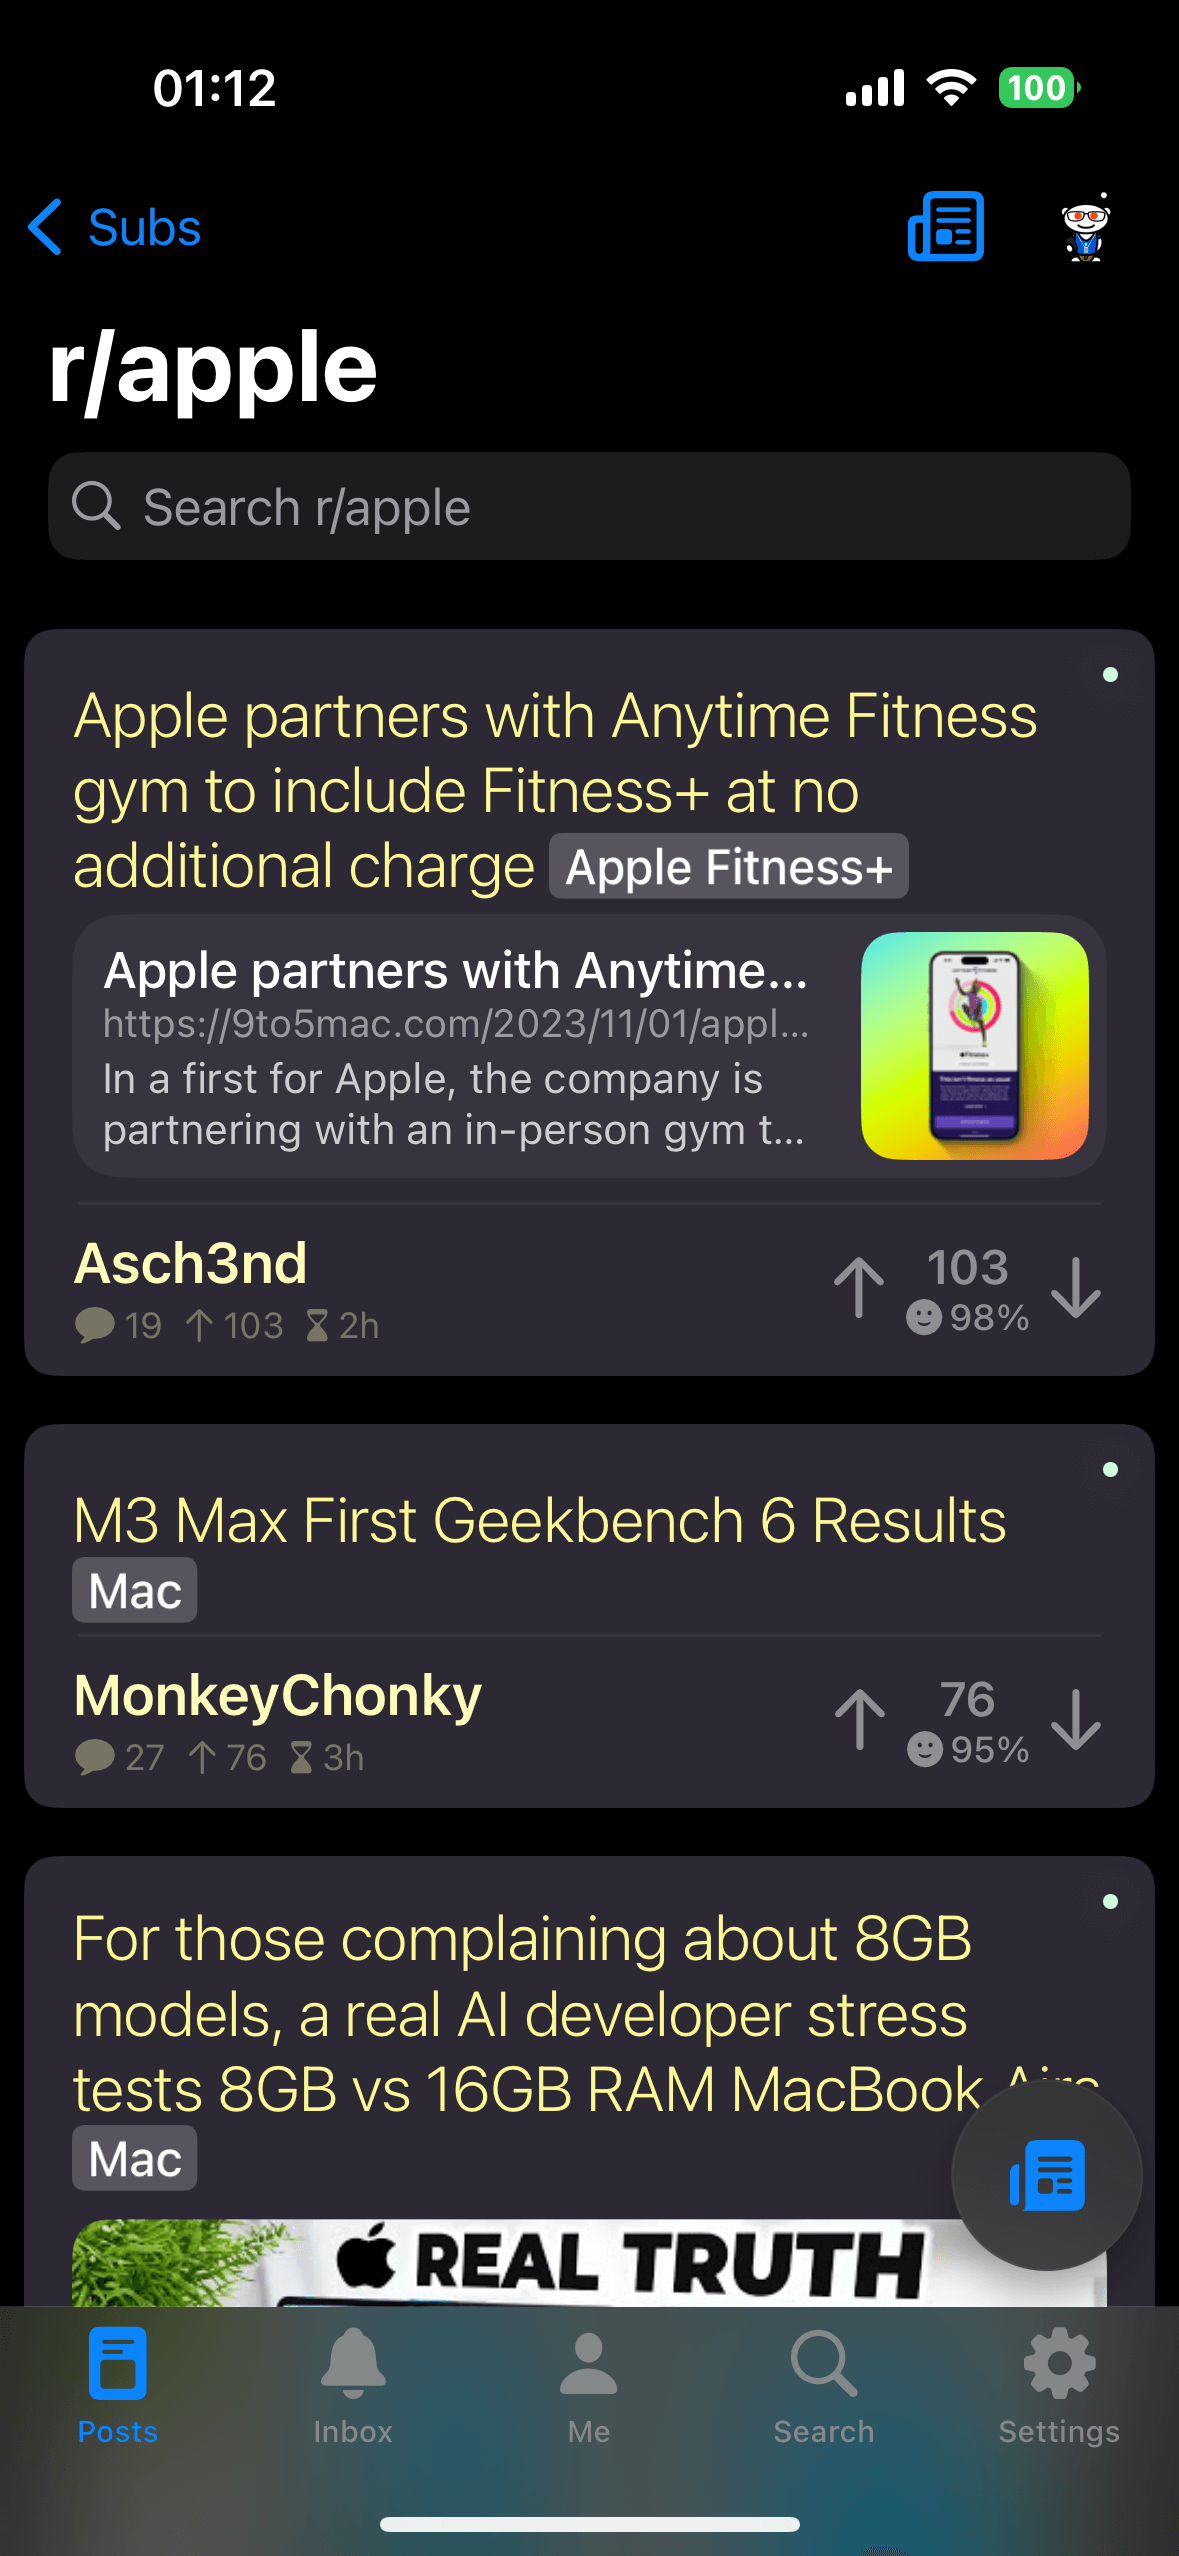 01:12
100
Subs
r/apple
Search r/apple
Apple partners with Anytime Fitness
gym to include Fitness+ at no
additional charge Apple Fitness+
Apple partners with Anytime...
https://9to5mac.com/2023/11/01/appl...
In a first for Apple, the company is
partnering with an in-person gym t...
Asch3nd
19 103 2h
103
98%
M3 Max First Geekbench 6 Results
Mac
MonkeyChonky
27 76 3h
76
95%
For those complaining about 8GB
models, a real AI developer stress
tests 8GB vs 16GB RAM MacBook Airs
Mac
REAL TRUTH
Posts
Inbox
Me
Search
Settings